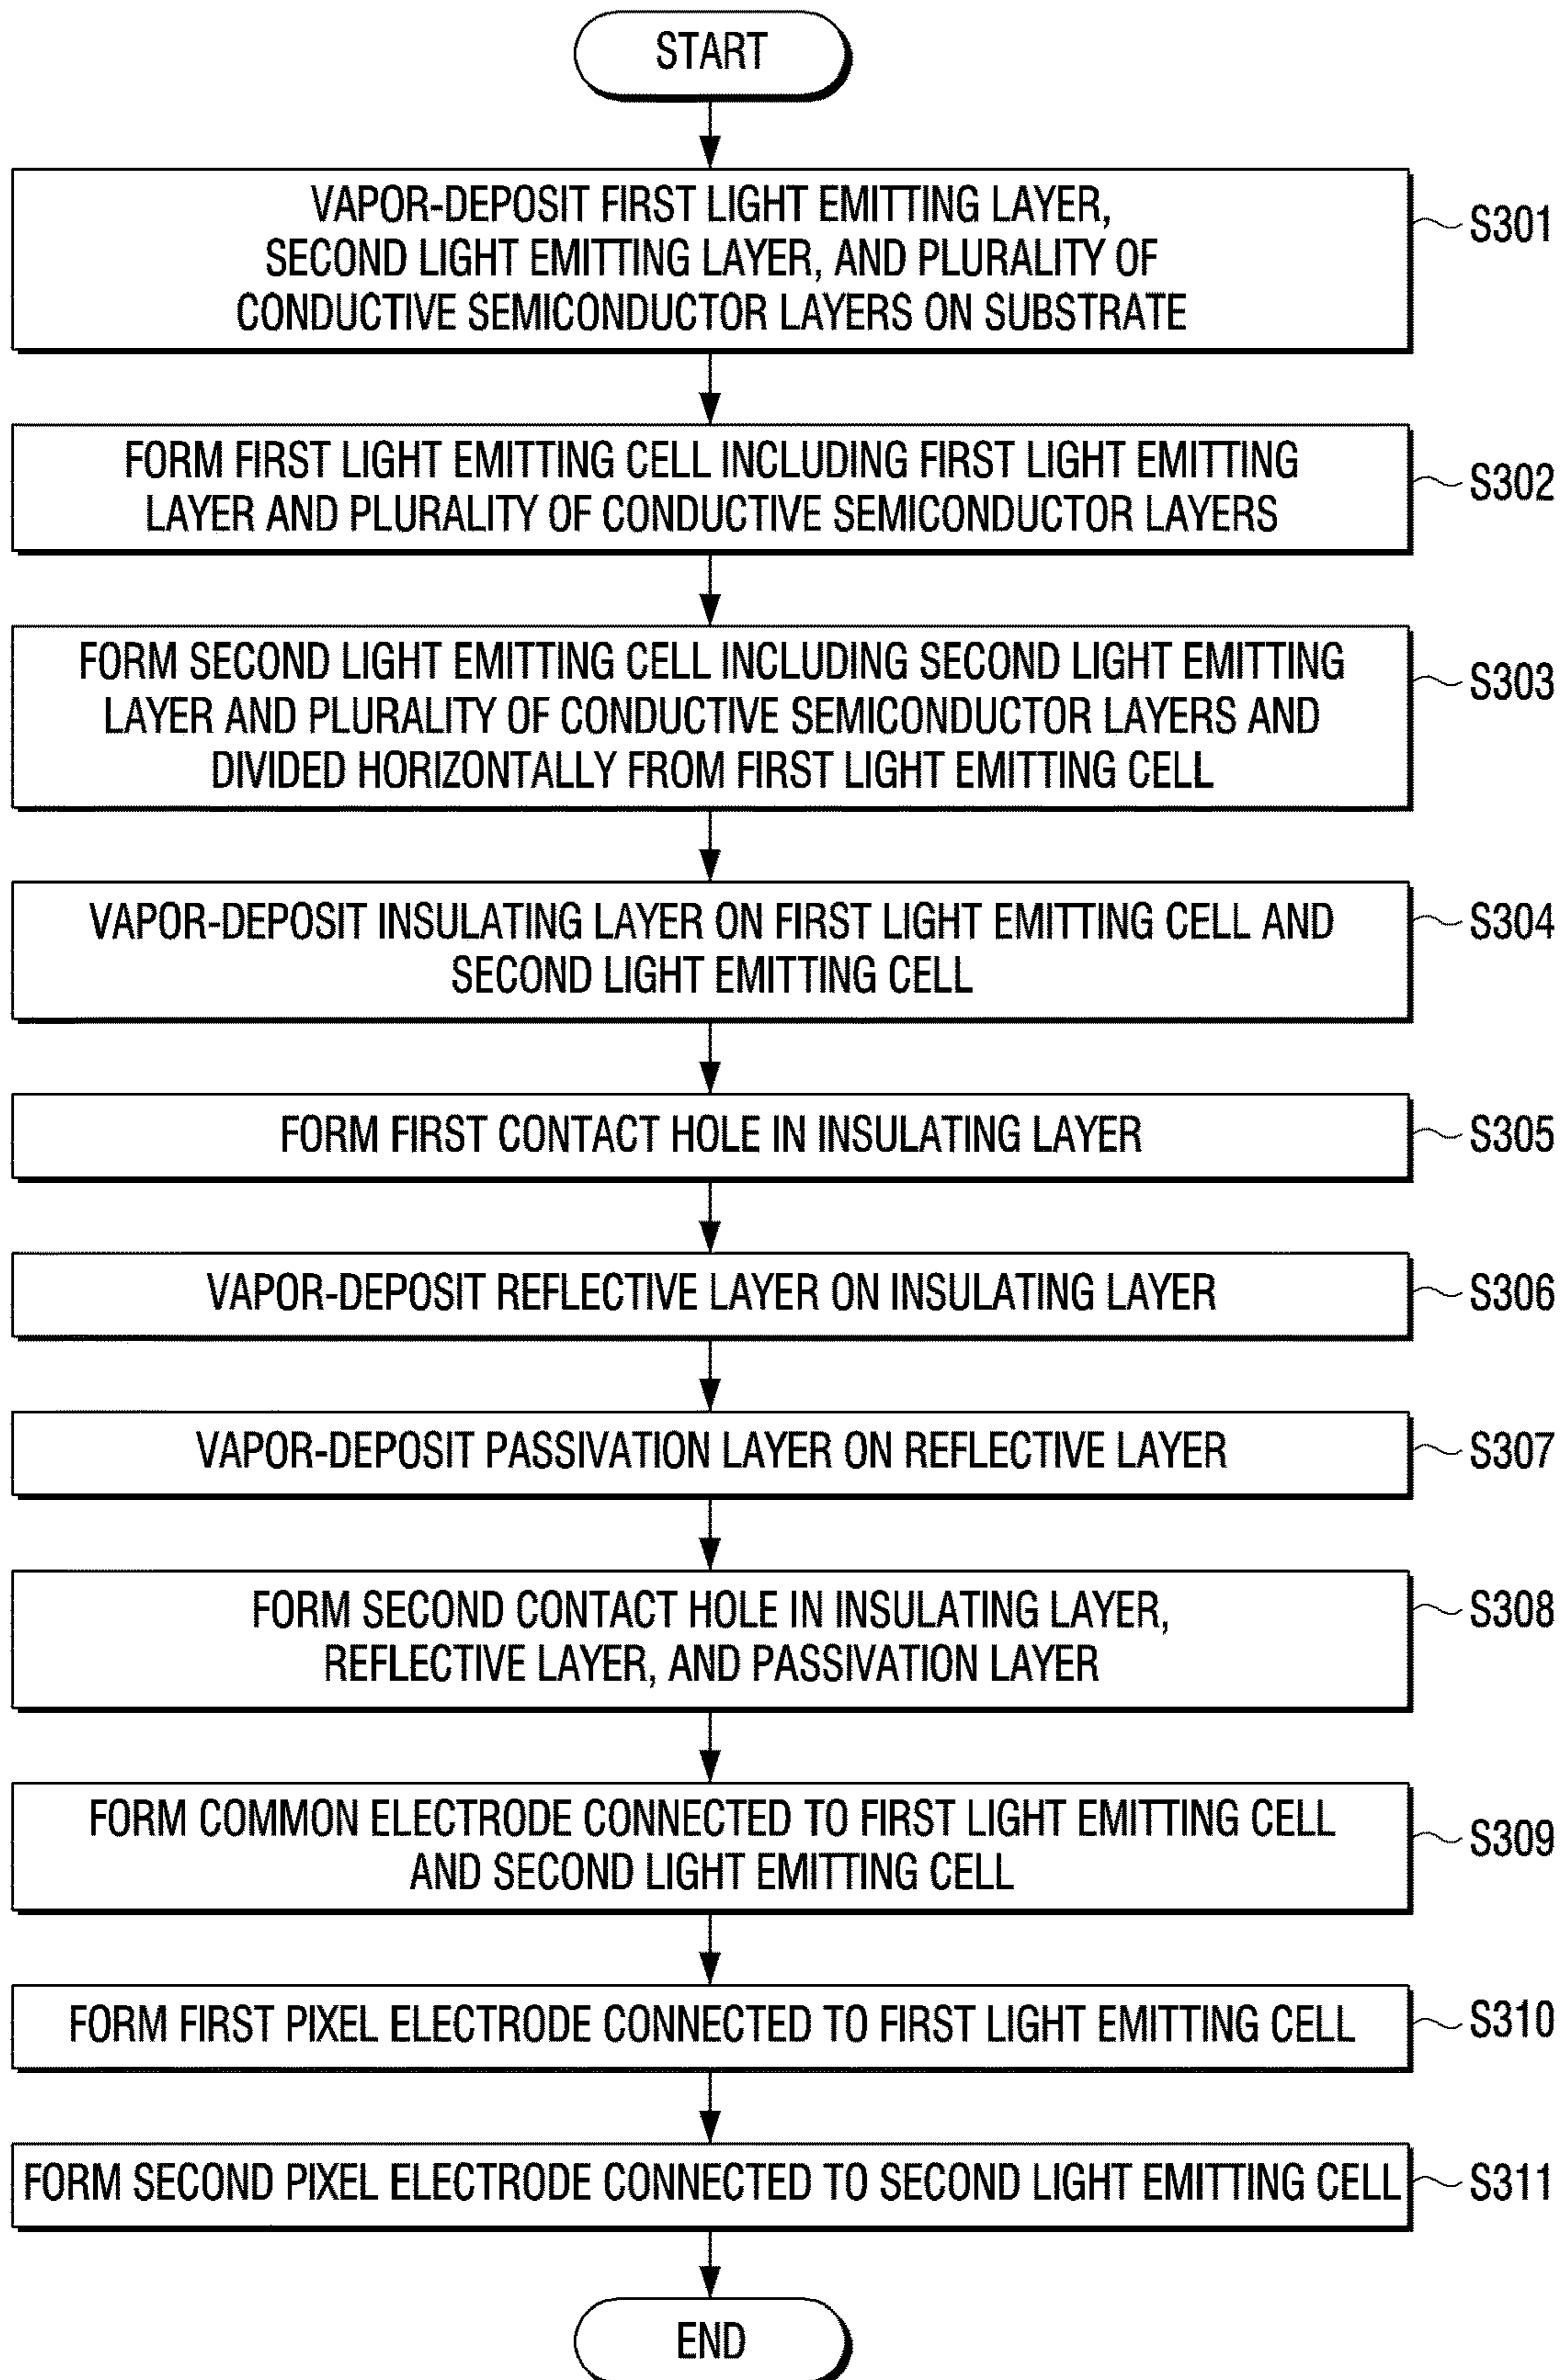 START
VAPOR-DEPOSIT FIRST LIGHT EMITTING LAYER,
SECOND LIGHT EMITTING LAYER, AND PLURALITY OF
CONDUCTIVE SEMICONDUCTOR LAYERS ON SUBSTRATE
S301
FORM FIRST LIGHT EMITTING CELL INCLUDING FIRST LIGHT EMITTING
LAYER AND PLURALITY OF CONDUCTIVE SEMICONDUCTOR LAYERS
S302
FORM SECOND LIGHT EMITTING CELL INCLUDING SECOND LIGHT EMITTING
LAYER AND PLURALITY OF CONDUCTIVE SEMICONDUCTOR LAYERS AND
DIVIDED HORIZONTALLY FROM FIRST LIGHT EMITTING CELL
S303
VAPOR-DEPOSIT INSULATING LAYER ON FIRST LIGHT EMITTING CELL AND
SECOND LIGHT EMITTING CELL
S304
FORM FIRST CONTACT HOLE IN INSULATING LAYER
S305
VAPOR-DEPOSIT REFLECTIVE LAYER ON INSULATING LAYER
S306
VAPOR-DEPOSIT PASSIVATION LAYER ON REFLECTIVE LAYER
S307
FORM SECOND CONTACT HOLE IN INSULATING LAYER,
REFLECTIVE LAYER, AND PASSIVATION LAYER
S308
FORM COMMON ELECTRODE CONNECTED TO FIRST LIGHT EMITTING CELL
AND SECOND LIGHT EMITTING CELL
S309
FORM FIRST PIXEL ELECTRODE CONNECTED TO FIRST LIGHT EMITTING CELL
S310
FORM SECOND PIXEL ELECTRODE CONNECTED TO SECOND LIGHT EMITTING CELL
S311
END